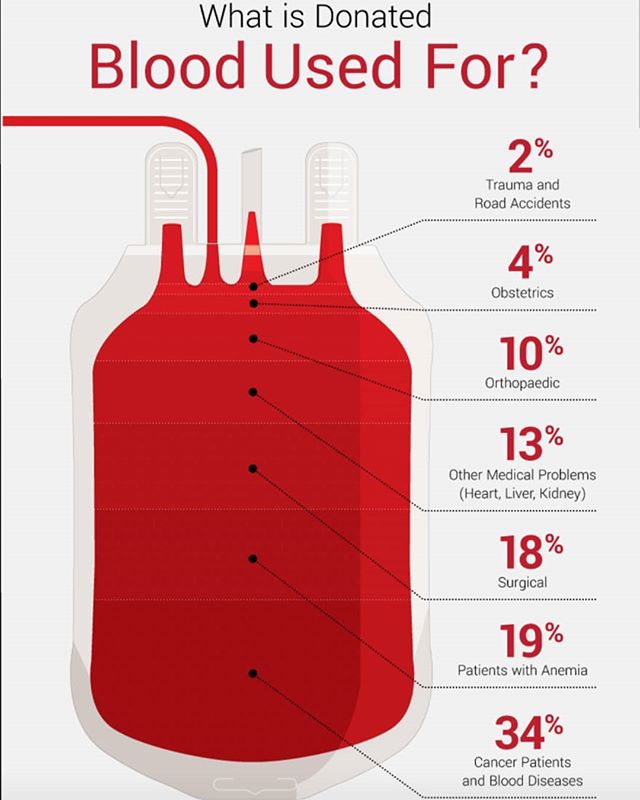 What is Donated
Blood Used For?
2%
Trauma and
Road Accidents
4%
Obstetrics
10%
Orthopaedic
13%
Other Medical Problems
(Heart, Liver, Kidney)
18%
Surgical
19%
Patients with Anemia
34%
Cancer Patients
and Blood Diseases